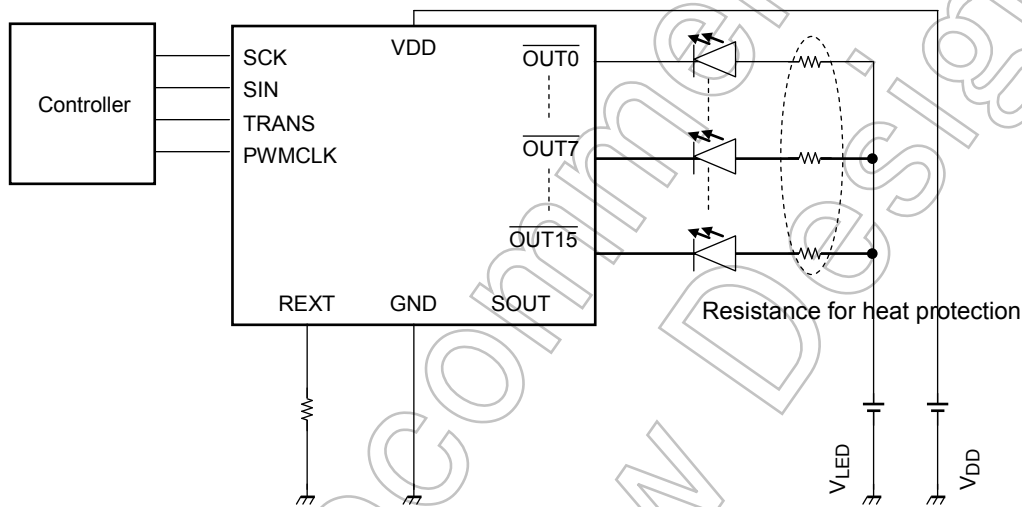 Controller
SCK
SIN
TRANS
PWMCLK
VDD
OUT0
OUT7
OUT15
REXT
GND
SOUT
Resistance for heat protection
VLED
VDD